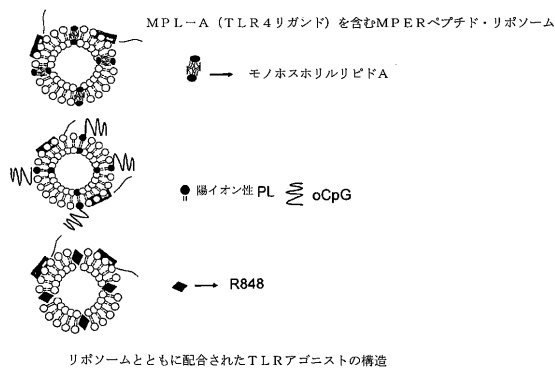 MPL－A（TLR4リガンド）を含むMPERペプチド・リポソーム
モノホスホリルリピドA
陽イオン性 PL
oCpG
R848
リポソームとともに配合されたTLRアゴニストの構造